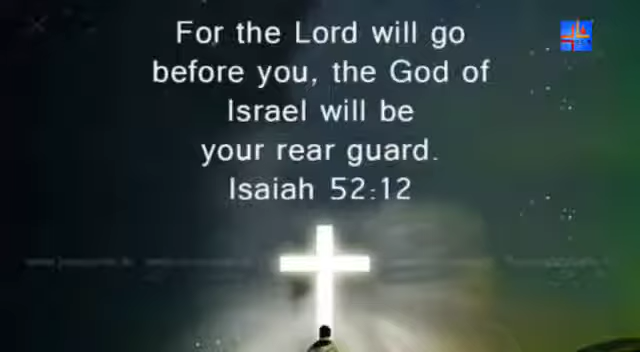 For the Lord will go
before you, the God of
Israel will be
your rear guard.
Isaiah 52:12